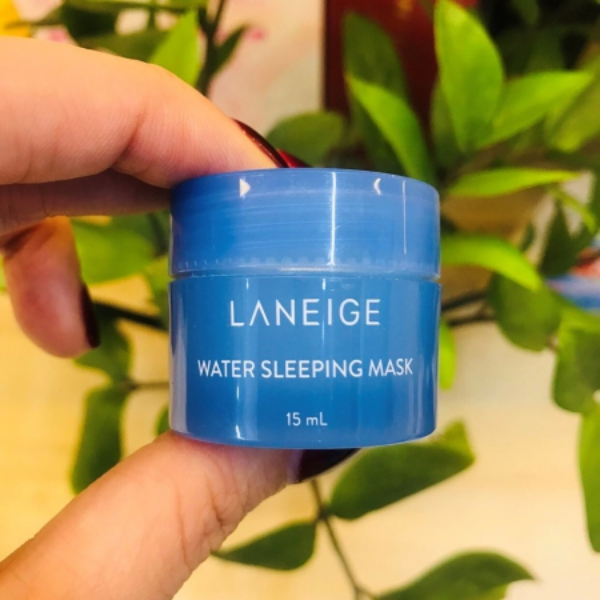 LANEIGE
WATER SLEEPING MASK
15 mL